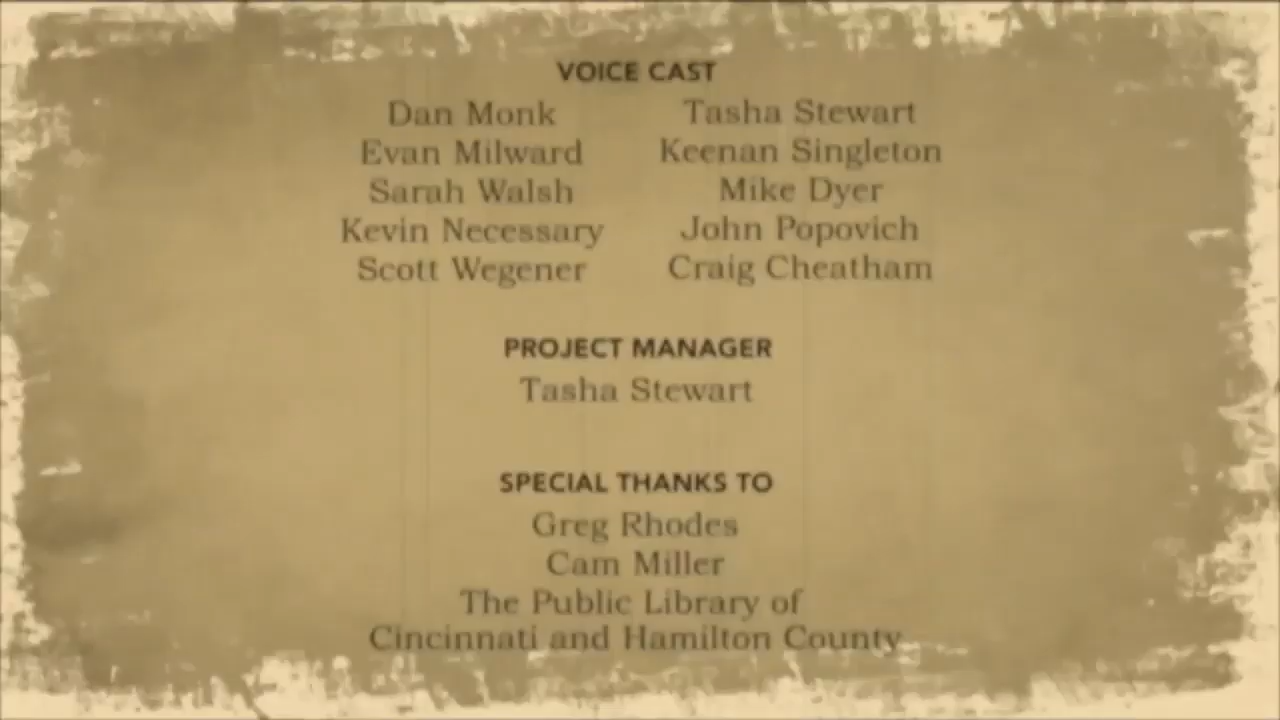 VOICE CAST
Dan Monk Tasha Stewart
Evan Milward Keenan Singleton
Sarah Walsh Mike Dyer
Kevin Necessary John Popovich
Scott Wegener Craig Cheatham
PROJECT MANAGER
Tasha Stewart
SPECIAL THANKS TO
Greg Rhodes
Cam Miller
The Public Library of
Cincinnati and Hamilton County